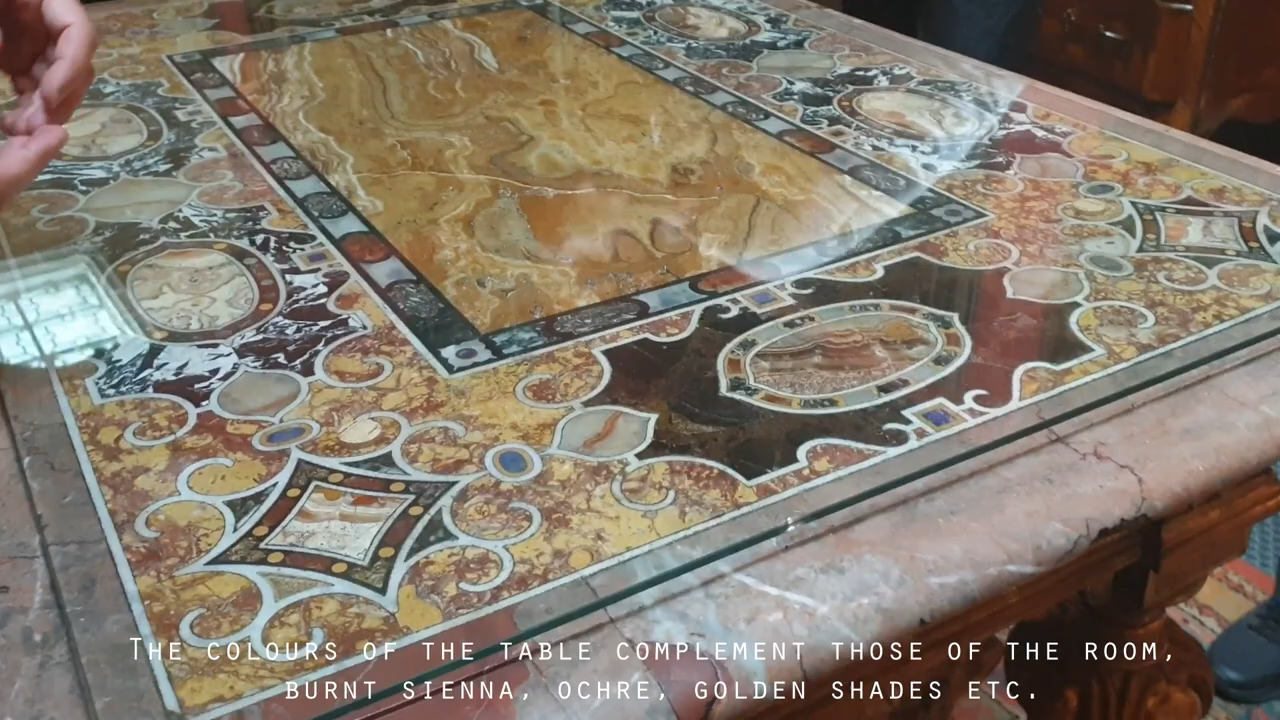 The colours of the table complement those of the room,
burnt sienna, ochre, golden shades etc.